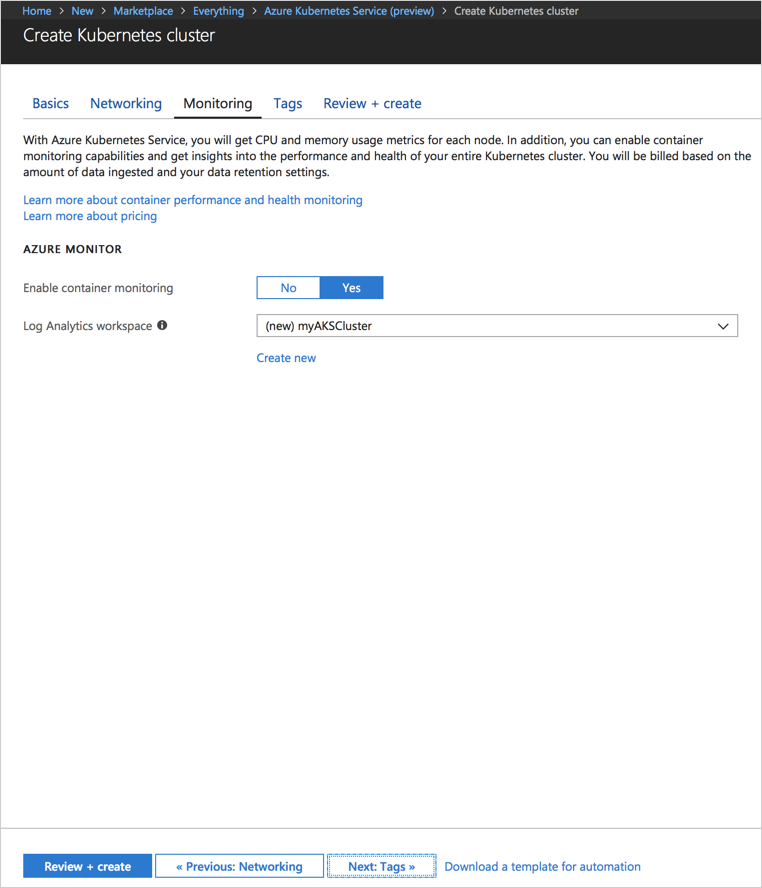 Home > New > Marketplace > Everything > Azure Kubernetes Service (preview) > Create Kubernetes cluster
Create Kubernetes cluster
Basics Networking Monitoring Tags Review + create
With Azure Kubernetes Service, you will get CPU and memory usage metrics for each node. In addition, you can enable container
monitoring capabilities and get insights into the performance and health of your entire Kubernetes cluster. You will be billed based on the
amount of data ingested and your data retention settings.
Learn more about container performance and health monitoring
Learn more about pricing
AZURE MONITOR
Enable container monitoring No Yes
Log Analytics workspace (new) myAKSCluster
Create new
Review + create « Previous: Networking Next: Tags » Download a template for automation